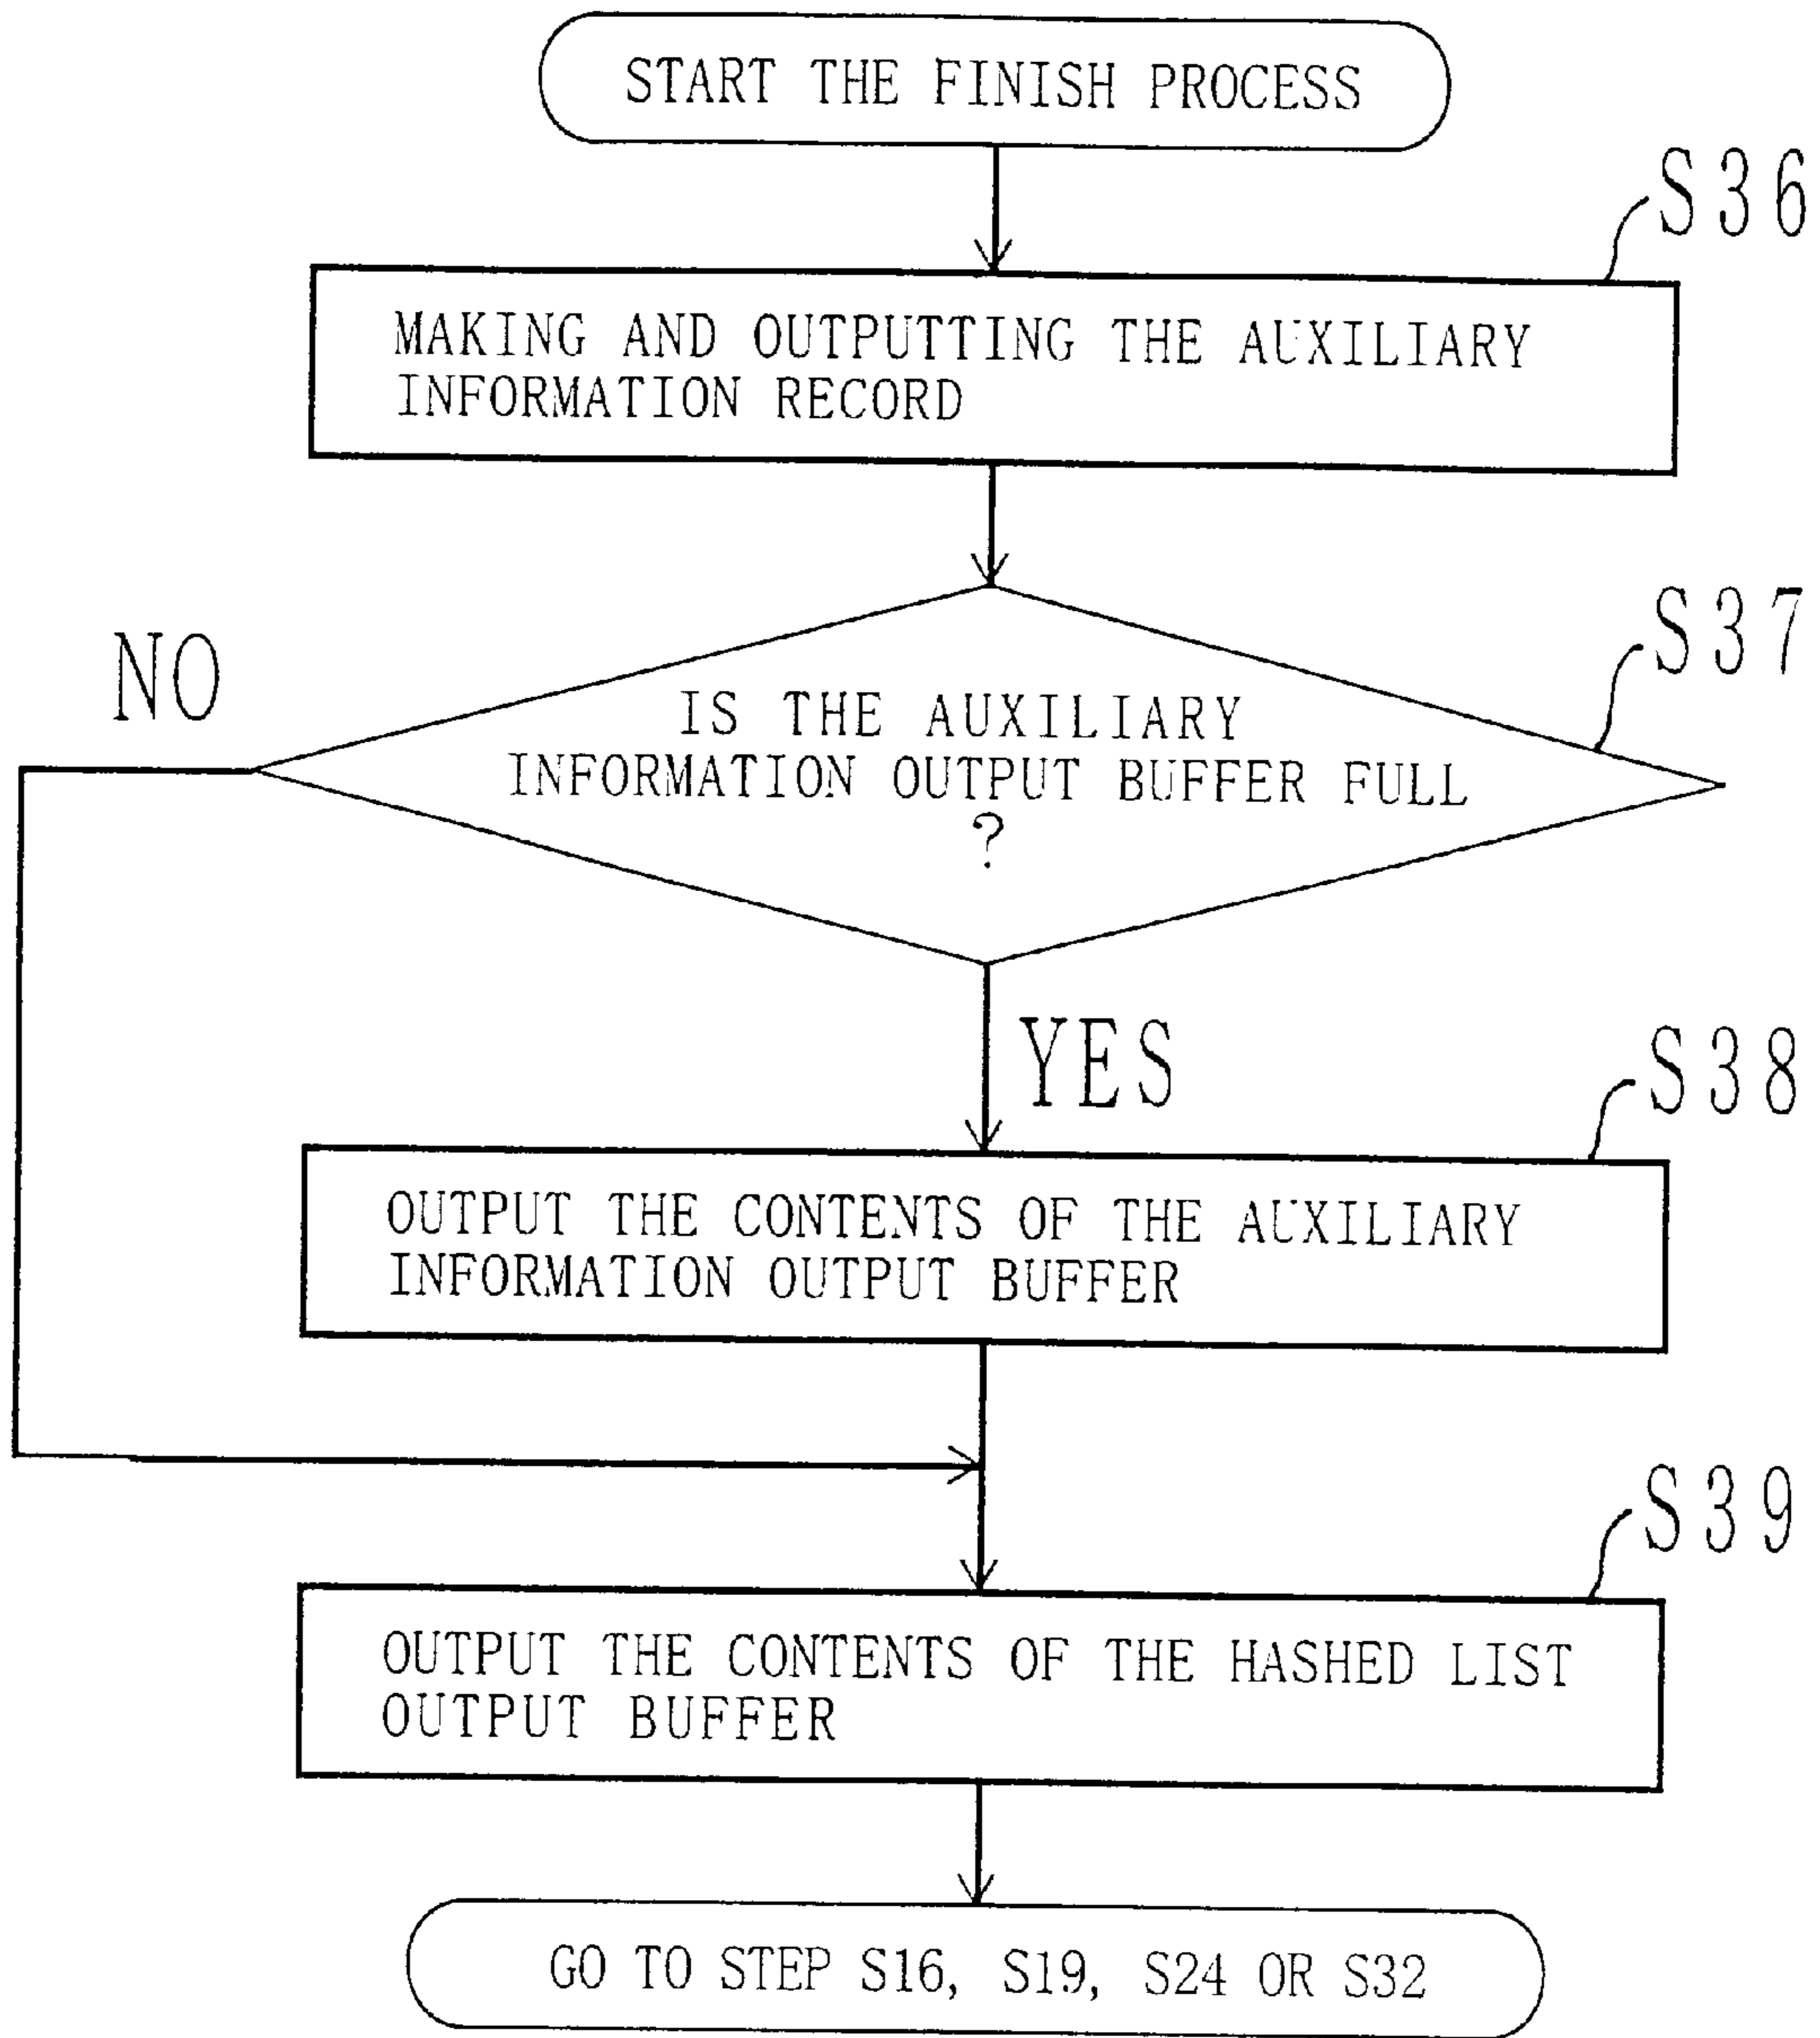 START THE FINISH PROCESS
S36
MAKING AND OUTPUTTING THE AUXILIARY
INFORMATION RECORD
S37
NO
IS THE AUXILIARY
INFORMATION OUTPUT BUFFER FULL
?
YES
S38
OUTPUT THE CONTENTS OF THE AUXILIARY
INFORMATION OUTPUT BUFFER
S39
OUTPUT THE CONTENTS OF THE HASHED LIST
OUTPUT BUFFER
GO TO STEP S16, S19, S24 OR S32